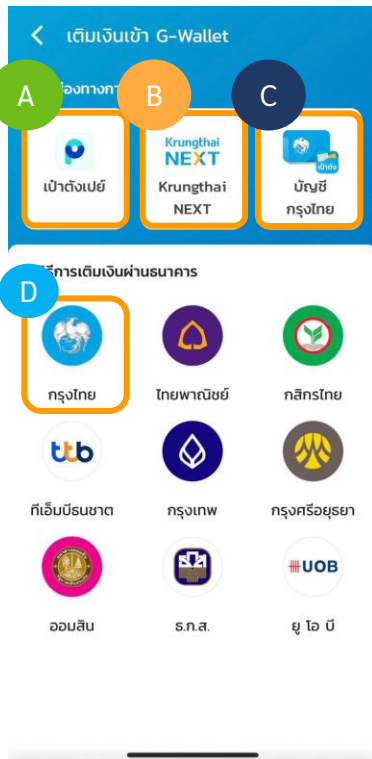 เติมเงินเข้า G-Wallet
A
B
C
Krungthai
NEXT
เป๋าตัง
เป๋าตังเปย์
Krungthai
NEXT
บัญชี
กรุงไทย
D
การเติมเงินผ่านธนาคาร
กรุงไทย
ไทยพาณิชย์
กสิกรไทย
ttb
ทีเอ็มบีธนชาต
กรุงเทพ
กรุงศรีอยุธยา
UOB
ออมสิน
ธ.ก.ส.
ยู โอ บี